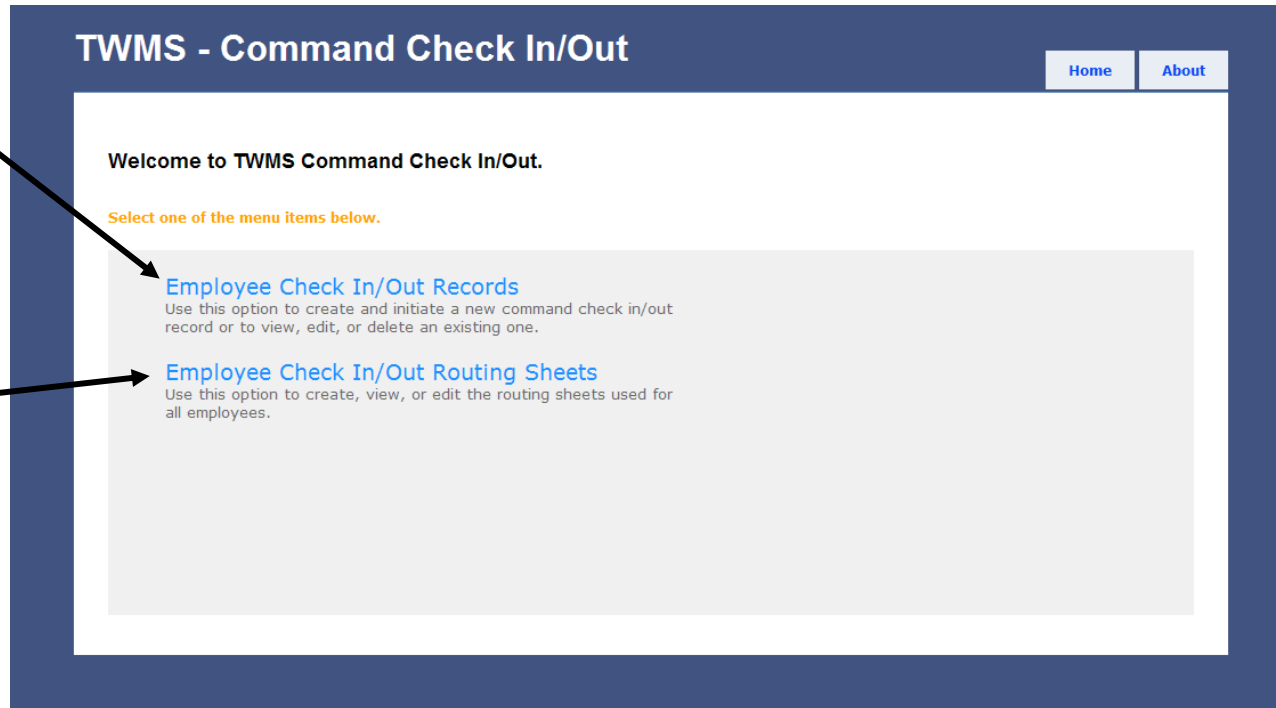 TWMS - Command Check In/Out
Home
About
Welcome to TWMS Command Check In/Out.
Select one of the menu items below.
Employee Check In/Out Records
Use this option to create and initiate a new command check in/out
record or to view, edit, or delete an existing one.
Employee Check In/Out Routing Sheets
Use this option to create, view, or edit the routing sheets used for
all employees.